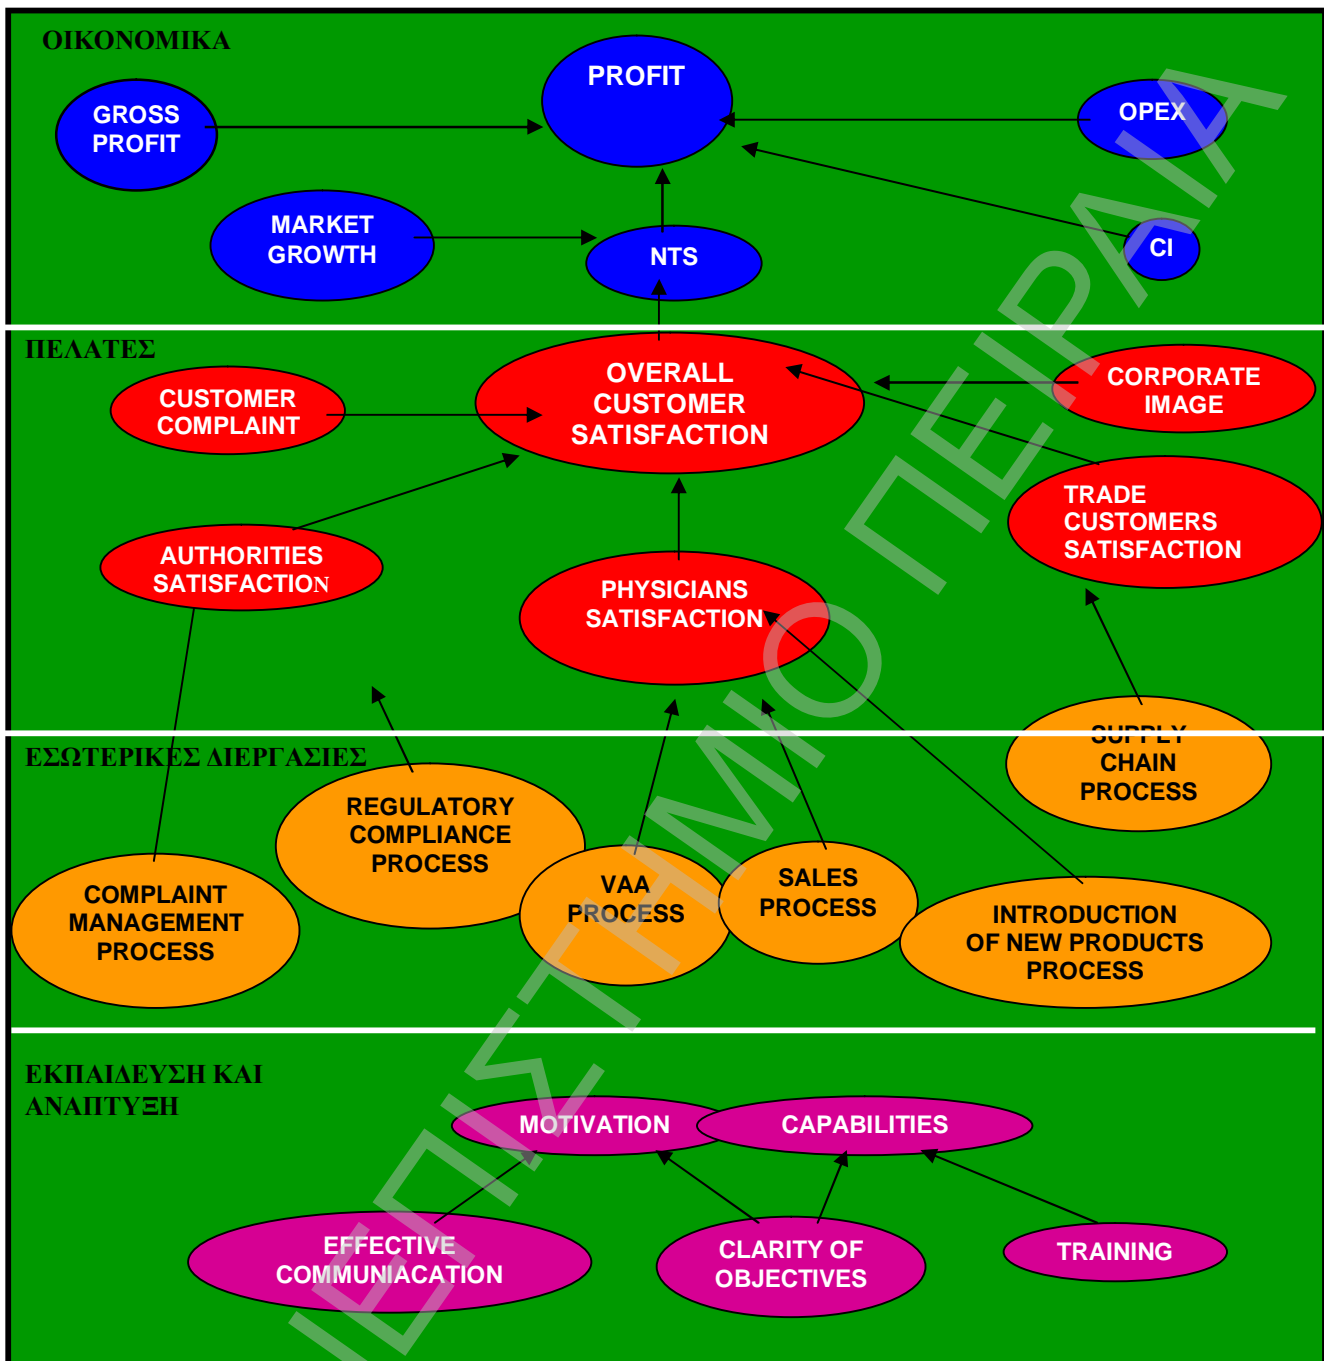 ΟΙΚΟΝΟΜΙΚΑ
PROFIT
GROSS
PROFIT
OPEX
MARKET
GROWTH
NTS
CI
ΠΕΛΑΤΕΣ
OVERALL
CUSTOMER
SATISFACTION
CUSTOMER
COMPLAINT
CORPORATE
IMAGE
TRADE
CUSTOMERS
SATISFACTION
AUTHORITIES
SATISFACTION
PHYSICIANS
SATISFACTION
ΕΣΩΤΕΡΙΚΕΣ ΔΙΕΡΓΑΣΙΕΣ
SUPPLY
CHAIN
PROCESS
REGULATORY
COMPLIANCE
PROCESS
COMPLAINT
MANAGEMENT
PROCESS
VAA
PROCESS
SALES
PROCESS
INTRODUCTION
OF NEW PRODUCTS
PROCESS
ΕΚΠΑΙΔΕΥΣΗ ΚΑΙ
ΑΝΑΠΤΥΞΗ
MOTIVATION
CAPABILITIES
EFFECTIVE
COMMUNIACATION
CLARITY OF
OBJECTIVES
TRAINING
ΙΕΠΙΣΤΗΜΙΟ ΠΕΙΡΑΙΑ